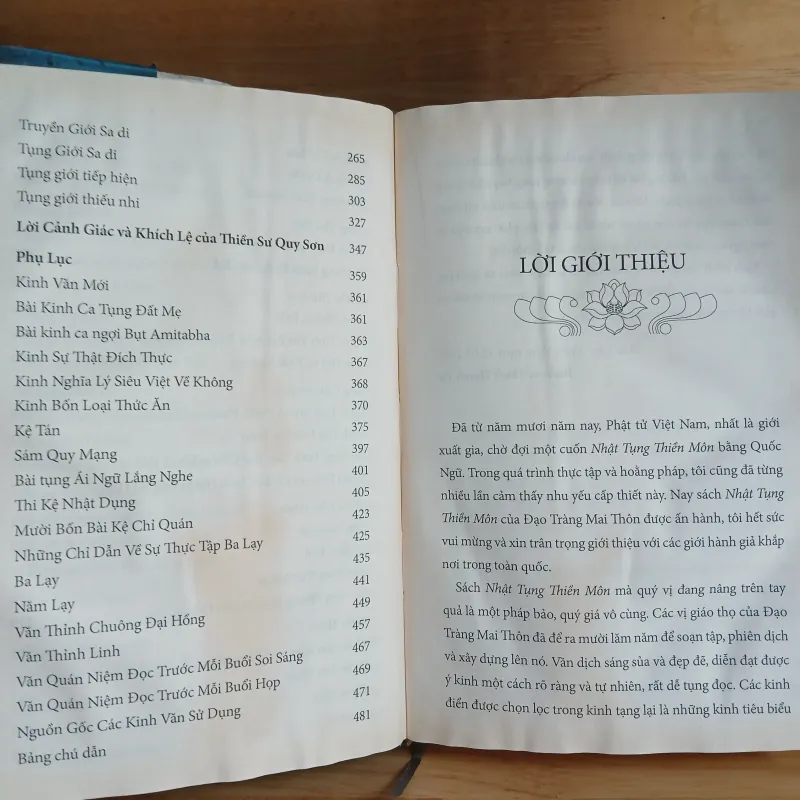 Truyền Giới Sa di 265
Tụng Giới Sa di 285
Tụng giới tiếp hiện 303
Tụng giới thiếu nhi 327
Lời Cảnh Giác và Khích Lệ của Thiền Sư Quy Sơn 347
Phụ Lục 359
Kinh Văn Mới 361
Bài Kinh Ca Tụng Đất Mẹ 361
Bài kinh ca ngợi Bụt Amitabha 363
Kinh Sự Thật Đích Thực 367
Kinh Nghĩa Lý Siêu Việt Về Không 368
Kinh Bốn Loại Thức Ăn 370
Kệ Tán 375
Sám Quy Mạng 397
Bài tụng Ái Ngữ Lắng Nghe 401
Thi Kệ Nhật Dụng 405
Mười Bốn Bài Kệ Chỉ Quán 423
Những Chỉ Dẫn Về Sự Thực Tập Ba Lạy 425
Ba Lạy 435
Năm Lạy 441
Văn Thỉnh Chuông Đại Hồng 449
Văn Thỉnh Linh 457
Văn Quán Niệm Đọc Trước Mỗi Buổi Soi Sáng 467
Văn Quán Niệm Đọc Trước Mỗi Buổi Họp 469
Nguồn Gốc Các Kinh Văn Sử Dụng 471
Bảng chú dẫn 481
LỜI GIỚI THIỆU
Đã từ năm mươi năm nay, Phật tử Việt Nam, nhất là giới
xuất gia, chờ đợi một cuốn Nhật Tụng Thiền Môn bằng Quốc
Ngữ. Trong quá trình thực tập và hoằng pháp, tôi cũng đã từng
nhiều lần cảm thấy nhu yếu cấp thiết này. Nay sách Nhật Tụng
Thiền Môn của Đạo Tràng Mai Thôn được ấn hành, tôi hết sức
vui mừng và xin trân trọng giới thiệu với các giới hành giả khắp
nơi trong toàn quốc.
Sách Nhật Tụng Thiền Môn mà quý vị đang nâng trên tay
quả là một pháp bảo, quý giá vô cùng. Các vị giáo thọ của Đạo
Tràng Mai Thôn đã để ra mười lăm năm để soạn tập, phiên dịch
và xây dựng lên nó. Văn dịch sáng sủa và đẹp đẽ, diễn đạt được
ý kinh một cách rõ ràng và tự nhiên, rất dễ tụng đọc. Các kinh
điển được chọn lọc trong kinh tạng lại là những kinh tiêu biểu